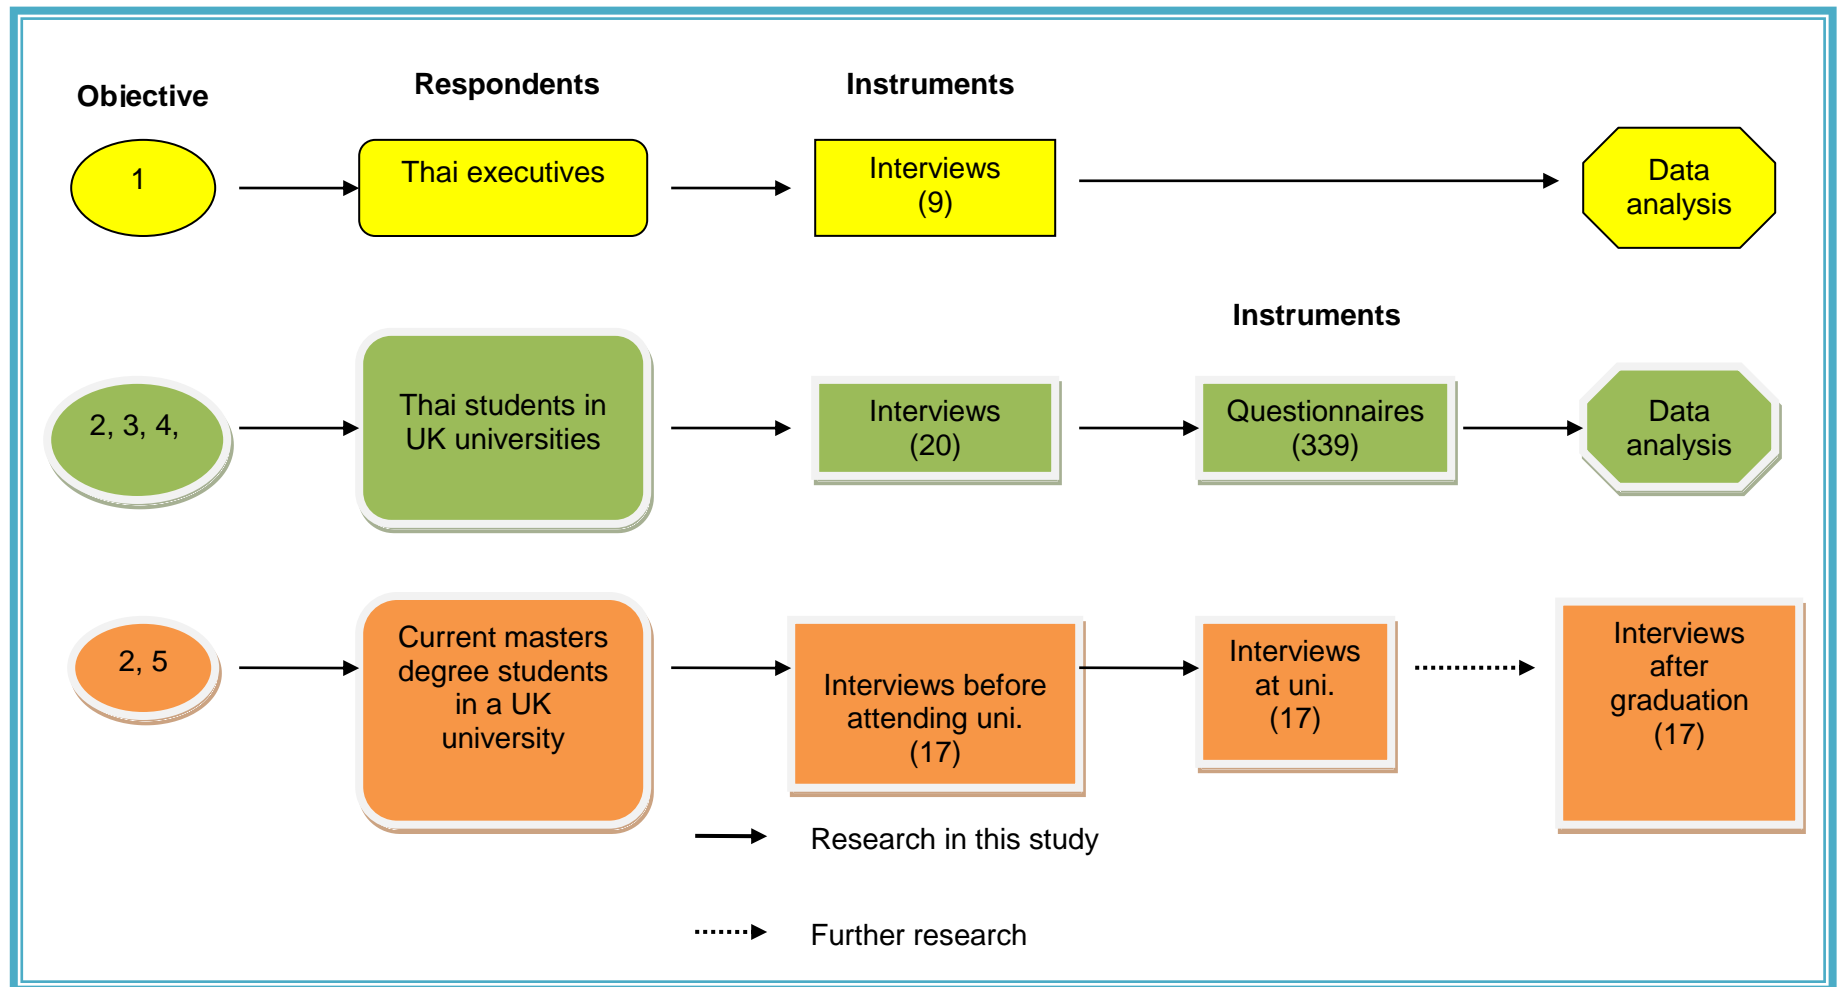 Objective
Respondents
Instruments
1
Thai executives
Interviews
(9)
Data
analysis
Instruments
2, 3, 4,
Thai students in
UK universities
Interviews
(20)
Questionnaires
(339)
Data
analysis
2, 5
Current masters
degree students
in a UK
university
Interviews before
attending uni.
(17)
Interviews
at uni.
(17)
Interviews
after
graduation
(17)
Research in this study
Further research